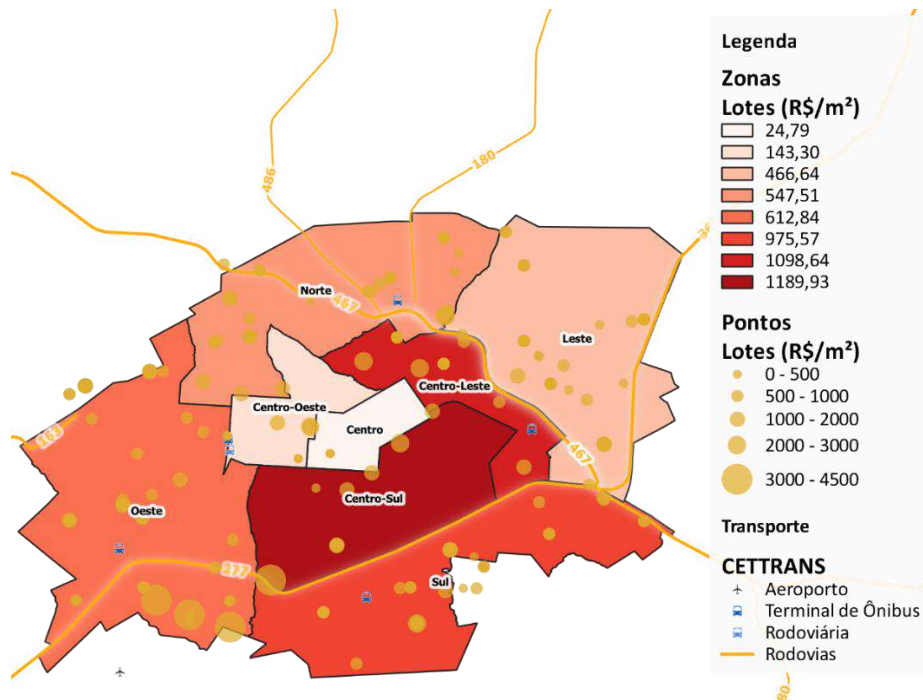 Legenda
Zonas
Lotes (R$/m²)
24,79
143,30
466,64
547,51
612,84
975,57
1098,64
1189,93
Pontos
Lotes (R$/m²)
0 - 500
500 - 1000
1000 - 2000
2000 - 3000
3000 - 4500
Transporte
CETTRANS
Aeroporto
Terminal de Ônibus
Rodoviária
Rodovias
180
486
Norte
467
Leste
Centro-Leste
Centro-Oeste
Centro
163
467
Centro-Sul
Oeste
277
Sul